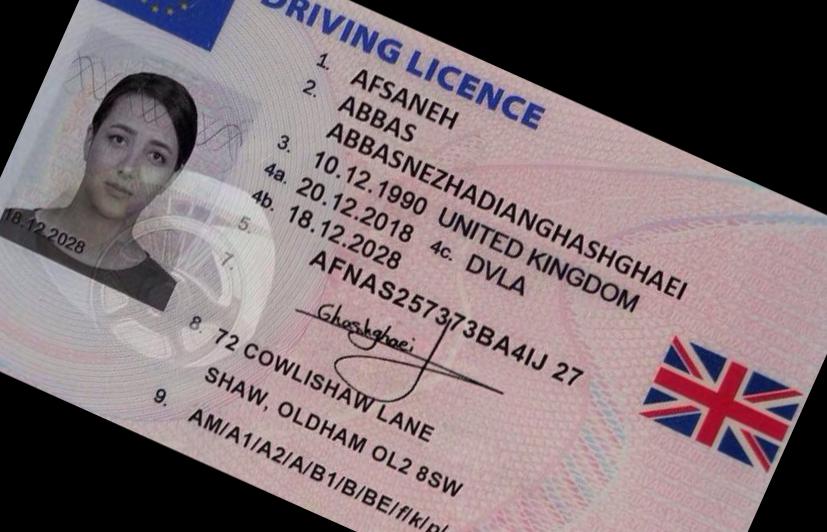 DRIVING LICENCE
1. AFSANEH
2. ABBAS
ABBASNEZHADIANGHASHGHAEI
3. 10.12.1990 UNITED KINGDOM
4a. 20.12.2018 4c. DVLA
4b. 18.12.2028
5. AFNAS257373BA4IJ 27
7. Ghashghaei
18.12.2028
8. 72 COWLISHAW LANE
SHAW, OLDHAM OL2 8SW
9. AM/A1/A2/A/B1/B/BE/f/k/p/